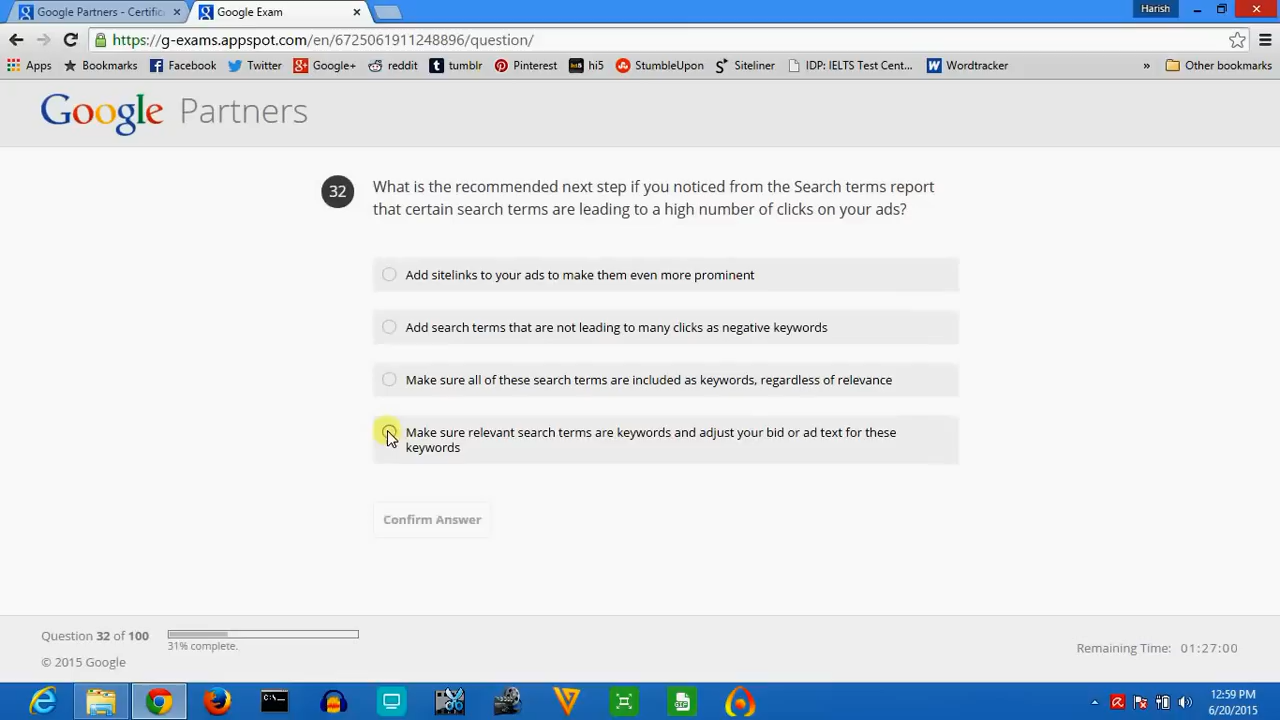 Google Partners - Certific
Google Exam
Harish
https://g-exams.appspot.com/en/6725061911248896/question/
Apps Bookmarks Facebook Twitter Google+ reddit tumblr Pinterest hi5 StumbleUpon Siteliner IDP: IELTS Test Cent... Wordtracker » Other bookmarks
Google Partners
32
What is the recommended next step if you noticed from the Search terms report
that certain search terms are leading to a high number of clicks on your ads?
Add sitelinks to your ads to make them even more prominent
Add search terms that are not leading to many clicks as negative keywords
Make sure all of these search terms are included as keywords, regardless of relevance
Make sure relevant search terms are keywords and adjust your bid or ad text for these
keywords
Confirm Answer
Question 32 of 100
31% complete.
© 2015 Google
Remaining Time: 01:27:00
12:59 PM
6/20/2015